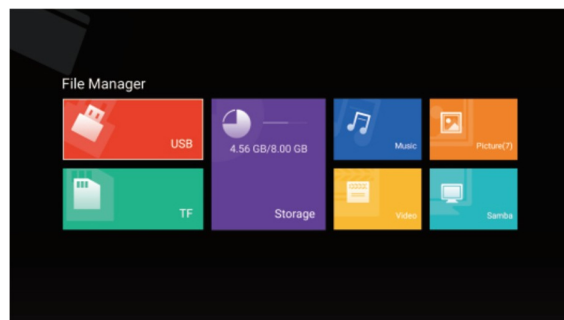 File Manager
USB
4.56 GB/8.00 GB
Music
Picture(7)
TF
Storage
Video
Samba